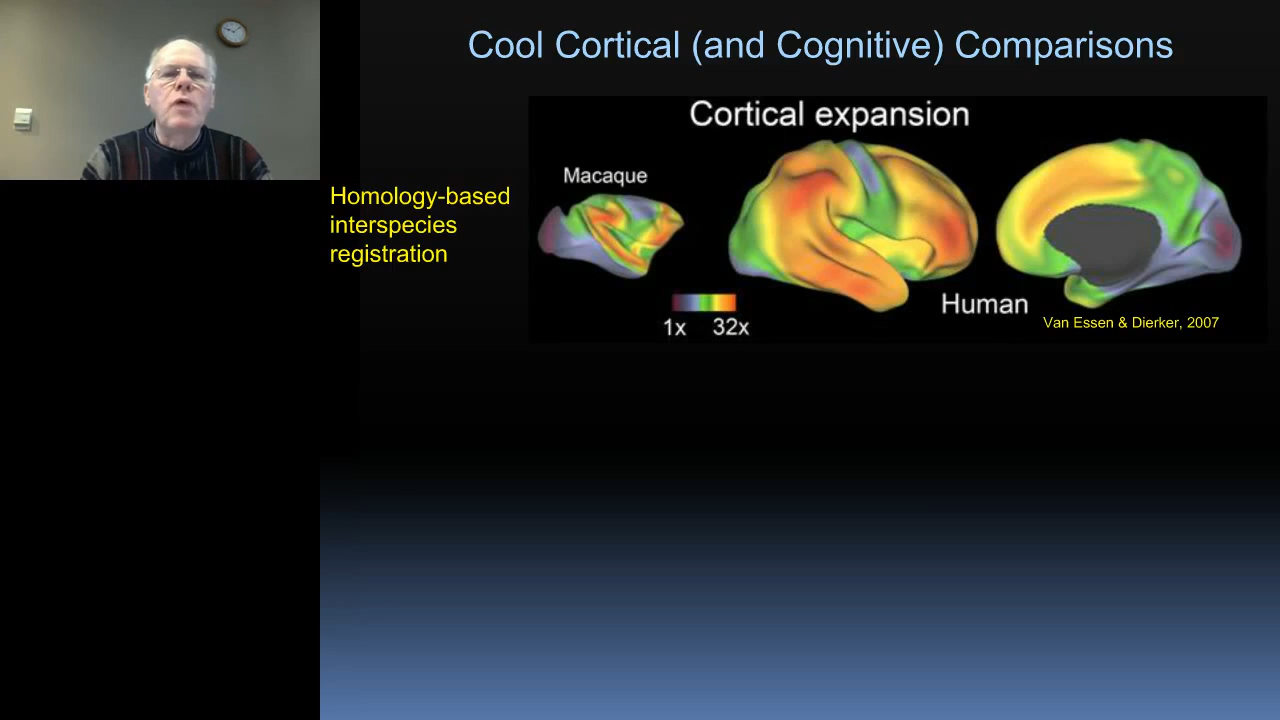 Cool Cortical (and Cognitive) Comparisons
Cortical expansion
Macaque
Homology-based
interspecies
registration
Human
1x 32x
Van Essen & Dierker, 2007